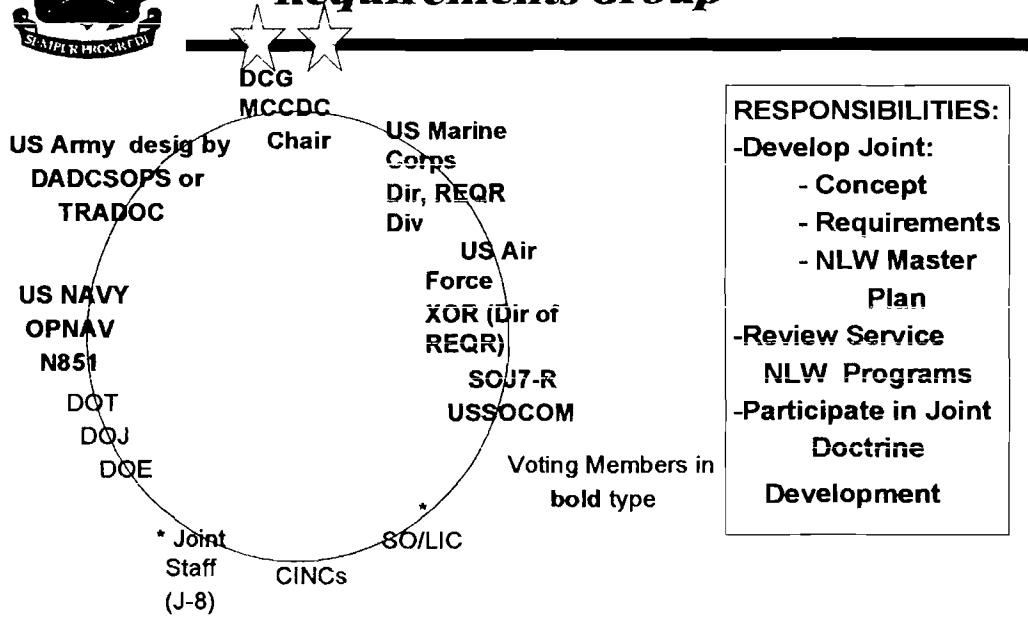 Requirements Group
SEMPER PROGREDI
DCG
MCCDC
Chair
US Marine
Corps
Dir, REQR
Div
US Air
Force
XOR (Dir of
REQR)
SOJ7-R
USSOCOM
Voting Members in
bold type
*
SO/LIC
CINCs
* Joint
Staff
(J-8)
DOE
DOJ
DOT
US NAVY
OPNAV
N851
US Army desig by
DADCSOPS or
TRADOC
RESPONSIBILITIES:
-Develop Joint:
- Concept
- Requirements
- NLW Master
Plan
-Review Service
NLW Programs
-Participate in Joint
Doctrine
Development